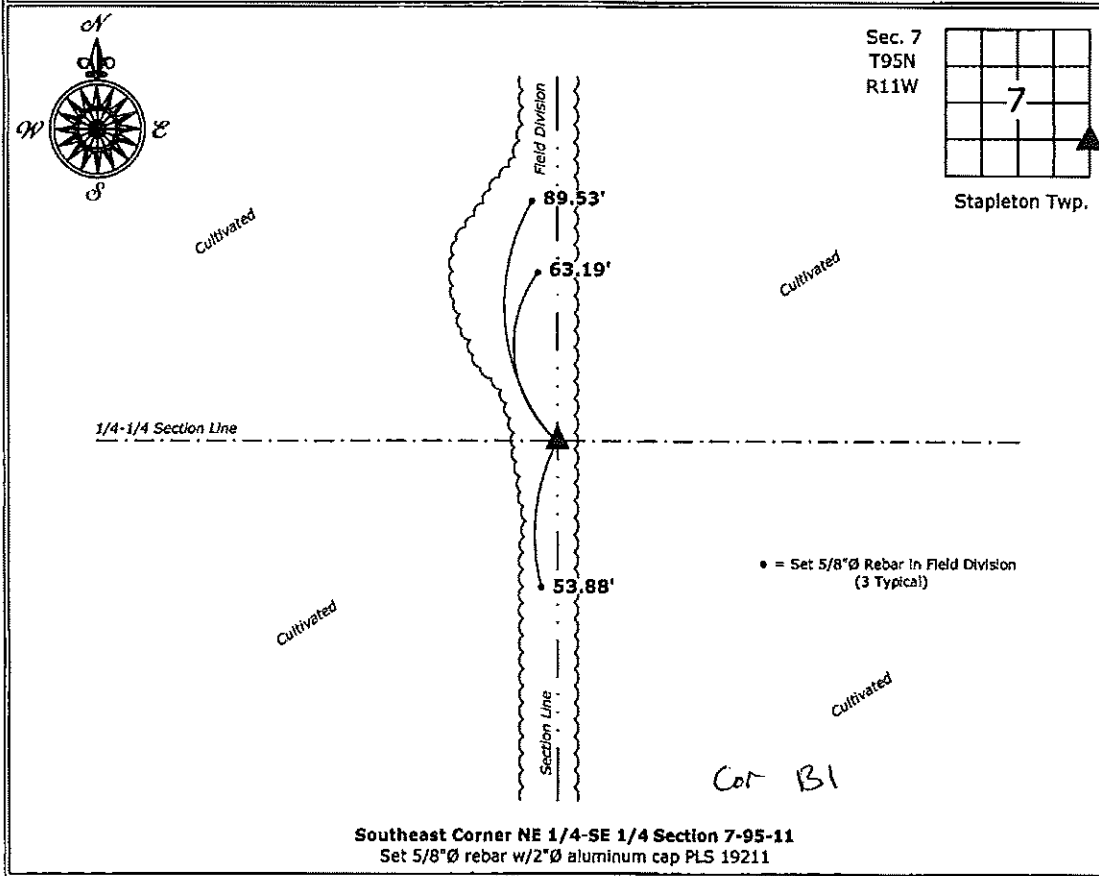 N
W
E
S
Sec. 7
T95N
R11W
7
Stapleton Twp.
Field Division
89.53'
63.19'
Cultivated
Cultivated
1/4-1/4 Section Line
53.88'
• = Set 5/8"Ø Rebar in Field Division
(3 Typical)
Cultivated
Cultivated
Section Line
Cor B1
Southeast Corner NE 1/4-SE 1/4 Section 7-95-11
Set 5/8"Ø rebar w/2"Ø aluminum cap PLS 19211